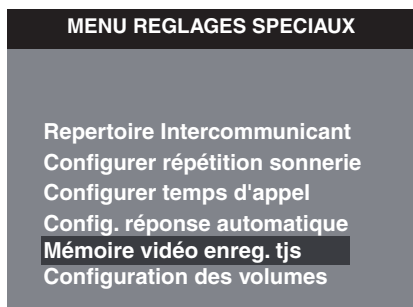 MENU REGLAGES SPECIAUX
Repertoire Intercommunicant
Configurer répétition sonnerie
Configurer temps d'appel
Config. réponse automatique
Mémoire vidéo enreg. tjs
Configuration des volumes